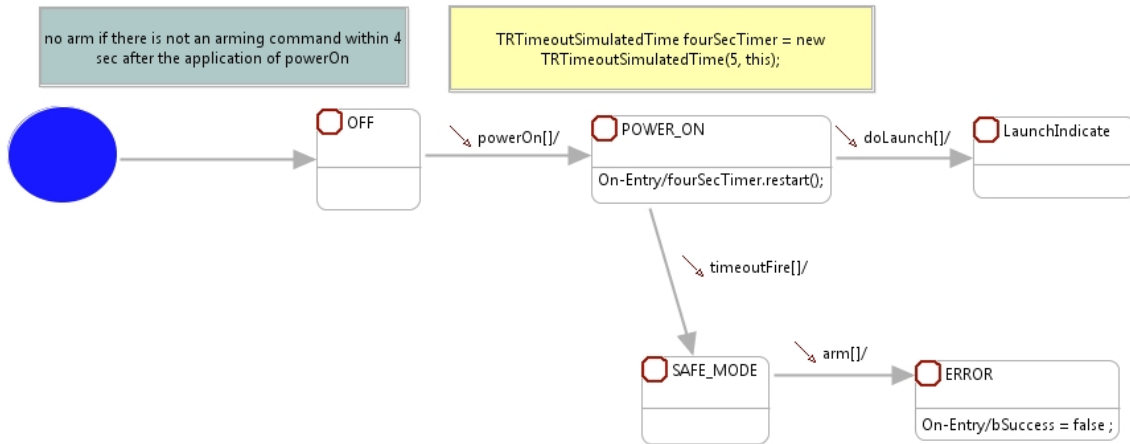 no arm if there is not an arming command within 4
sec after the application of powerOn
TRTimeoutSimulatedTime fourSecTimer = new
TRTimeoutSimulatedTime(5, this);
OFF
powerOn[]/
POWER_ON
On-Entry/fourSecTimer.restart();
doLaunch[]/
LaunchIndicate
timeoutFire[]/
SAFE_MODE
arm[]/
ERROR
On-Entry/bSuccess = false ;